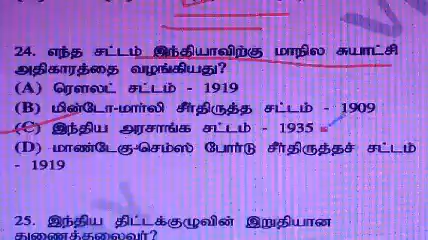 24. எந்த சட்டம் இந்தியாவிற்கு மாநில சுயாட்சி
அதிகாரத்தை வழங்கியது?
(A) ரௌலட் சட்டம் - 1919
(B) மின்டோ-மார்லி சீர்திருத்த சட்டம் - 1909
(C) இந்திய அரசாங்க சட்டம் - 1935
(D) மாண்டேகு-செம்ஸ் போர்டு சீர்திருத்தச் சட்டம்
- 1919
25. இந்திய திட்டக்குழுவின் இறுதியான
துணைத்தலைவர்?